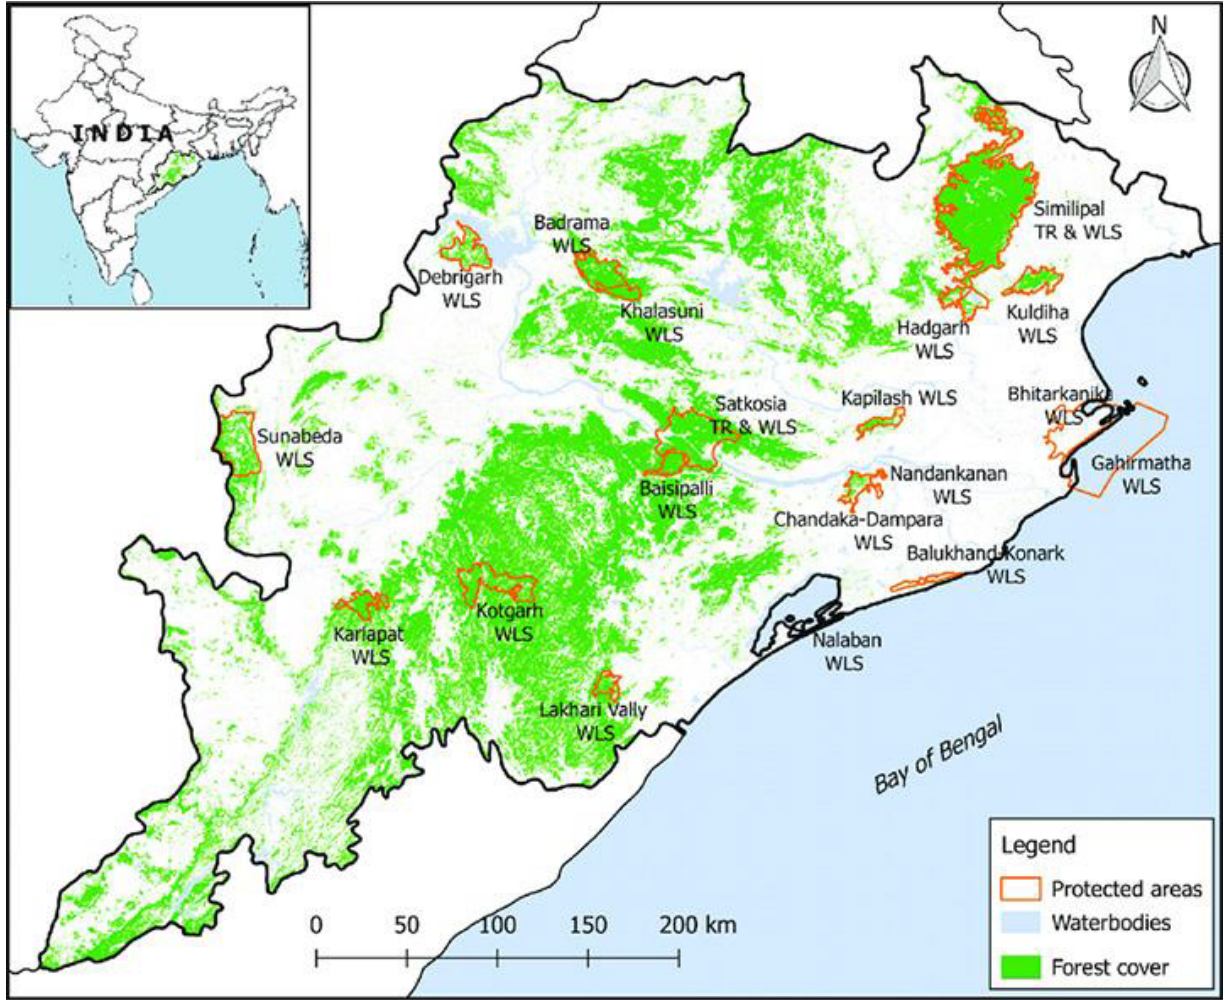 INDIA
N
Similipal
TR & WLS
Badrama
WLS
Debrigarh
WLS
Khalasuni
WLS
Hadgarh
WLS
Kuldiha
WLS
Bhitarkanika
WLS
Gahirmatha
WLS
Satkosia
TR & WLS
Kapilash WLS
Sunabeda
WLS
Baisipalli
WLS
Nandankanan
WLS
Chandaka-Dampara
WLS
Balukhand-Konark
WLS
Kotgarh
WLS
Karlapat
WLS
Nalaban
WLS
Lakhari Vally
WLS
Bay of Bengal
0 50 100 150 200 km
Legend
Protected areas
Waterbodies
Forest cover